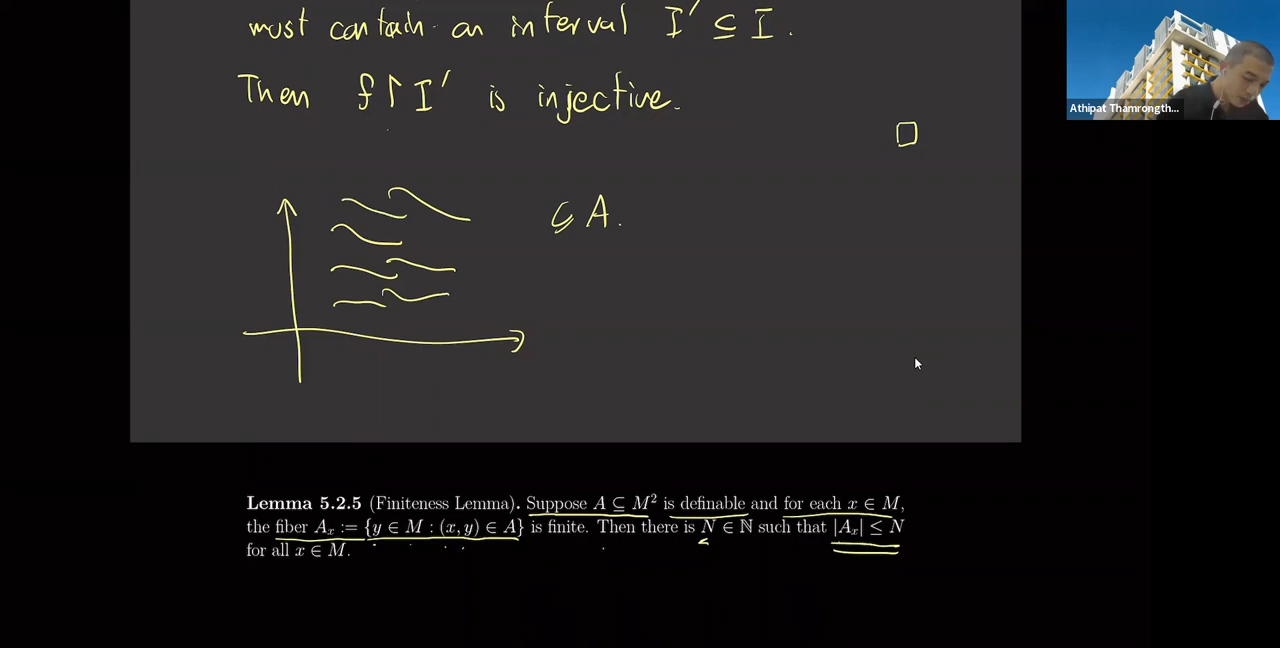 must contain an interval I' ⊆ I.
Then f↾I' is injective.
□
⊆ A.
Lemma 5.2.5 (Finiteness Lemma). Suppose A ⊆ M² is definable and for each x ∈ M,
the fiber Aₓ := {y ∈ M : (x, y) ∈ A} is finite. Then there is N ∈ ℕ such that |Aₓ| ≤ N
for all x ∈ M.
Athipat Thamrongth...